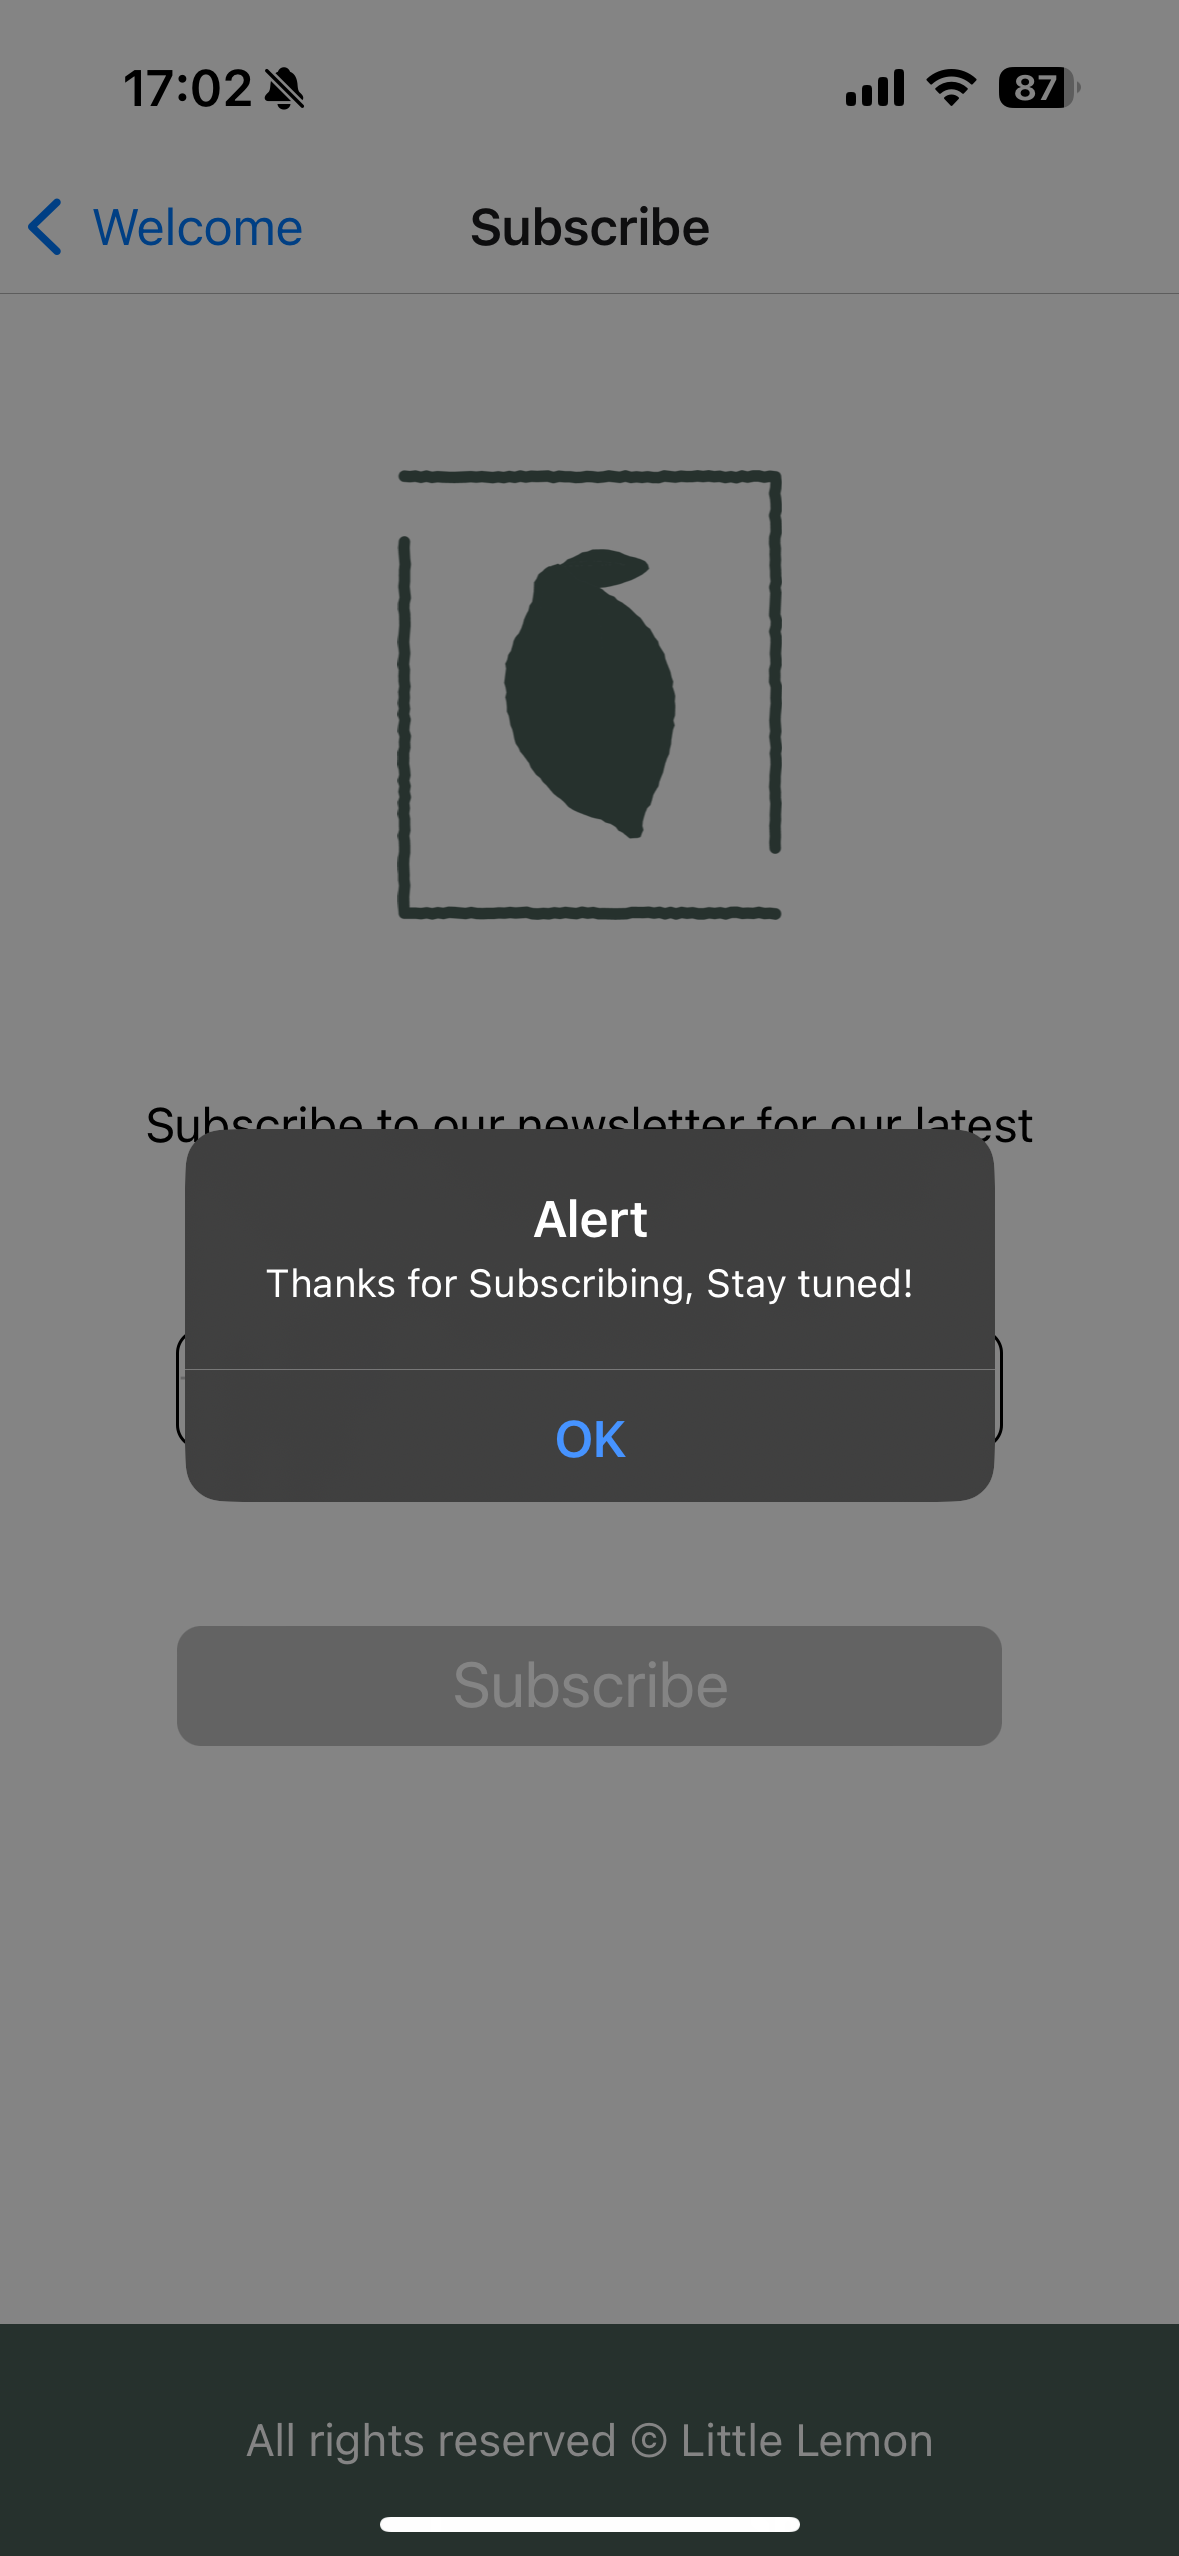 17:02
87
Welcome
Subscribe
Subscribe to our newsletter for our latest
Alert
Thanks for Subscribing, Stay tuned!
OK
Subscribe
All rights reserved © Little Lemon